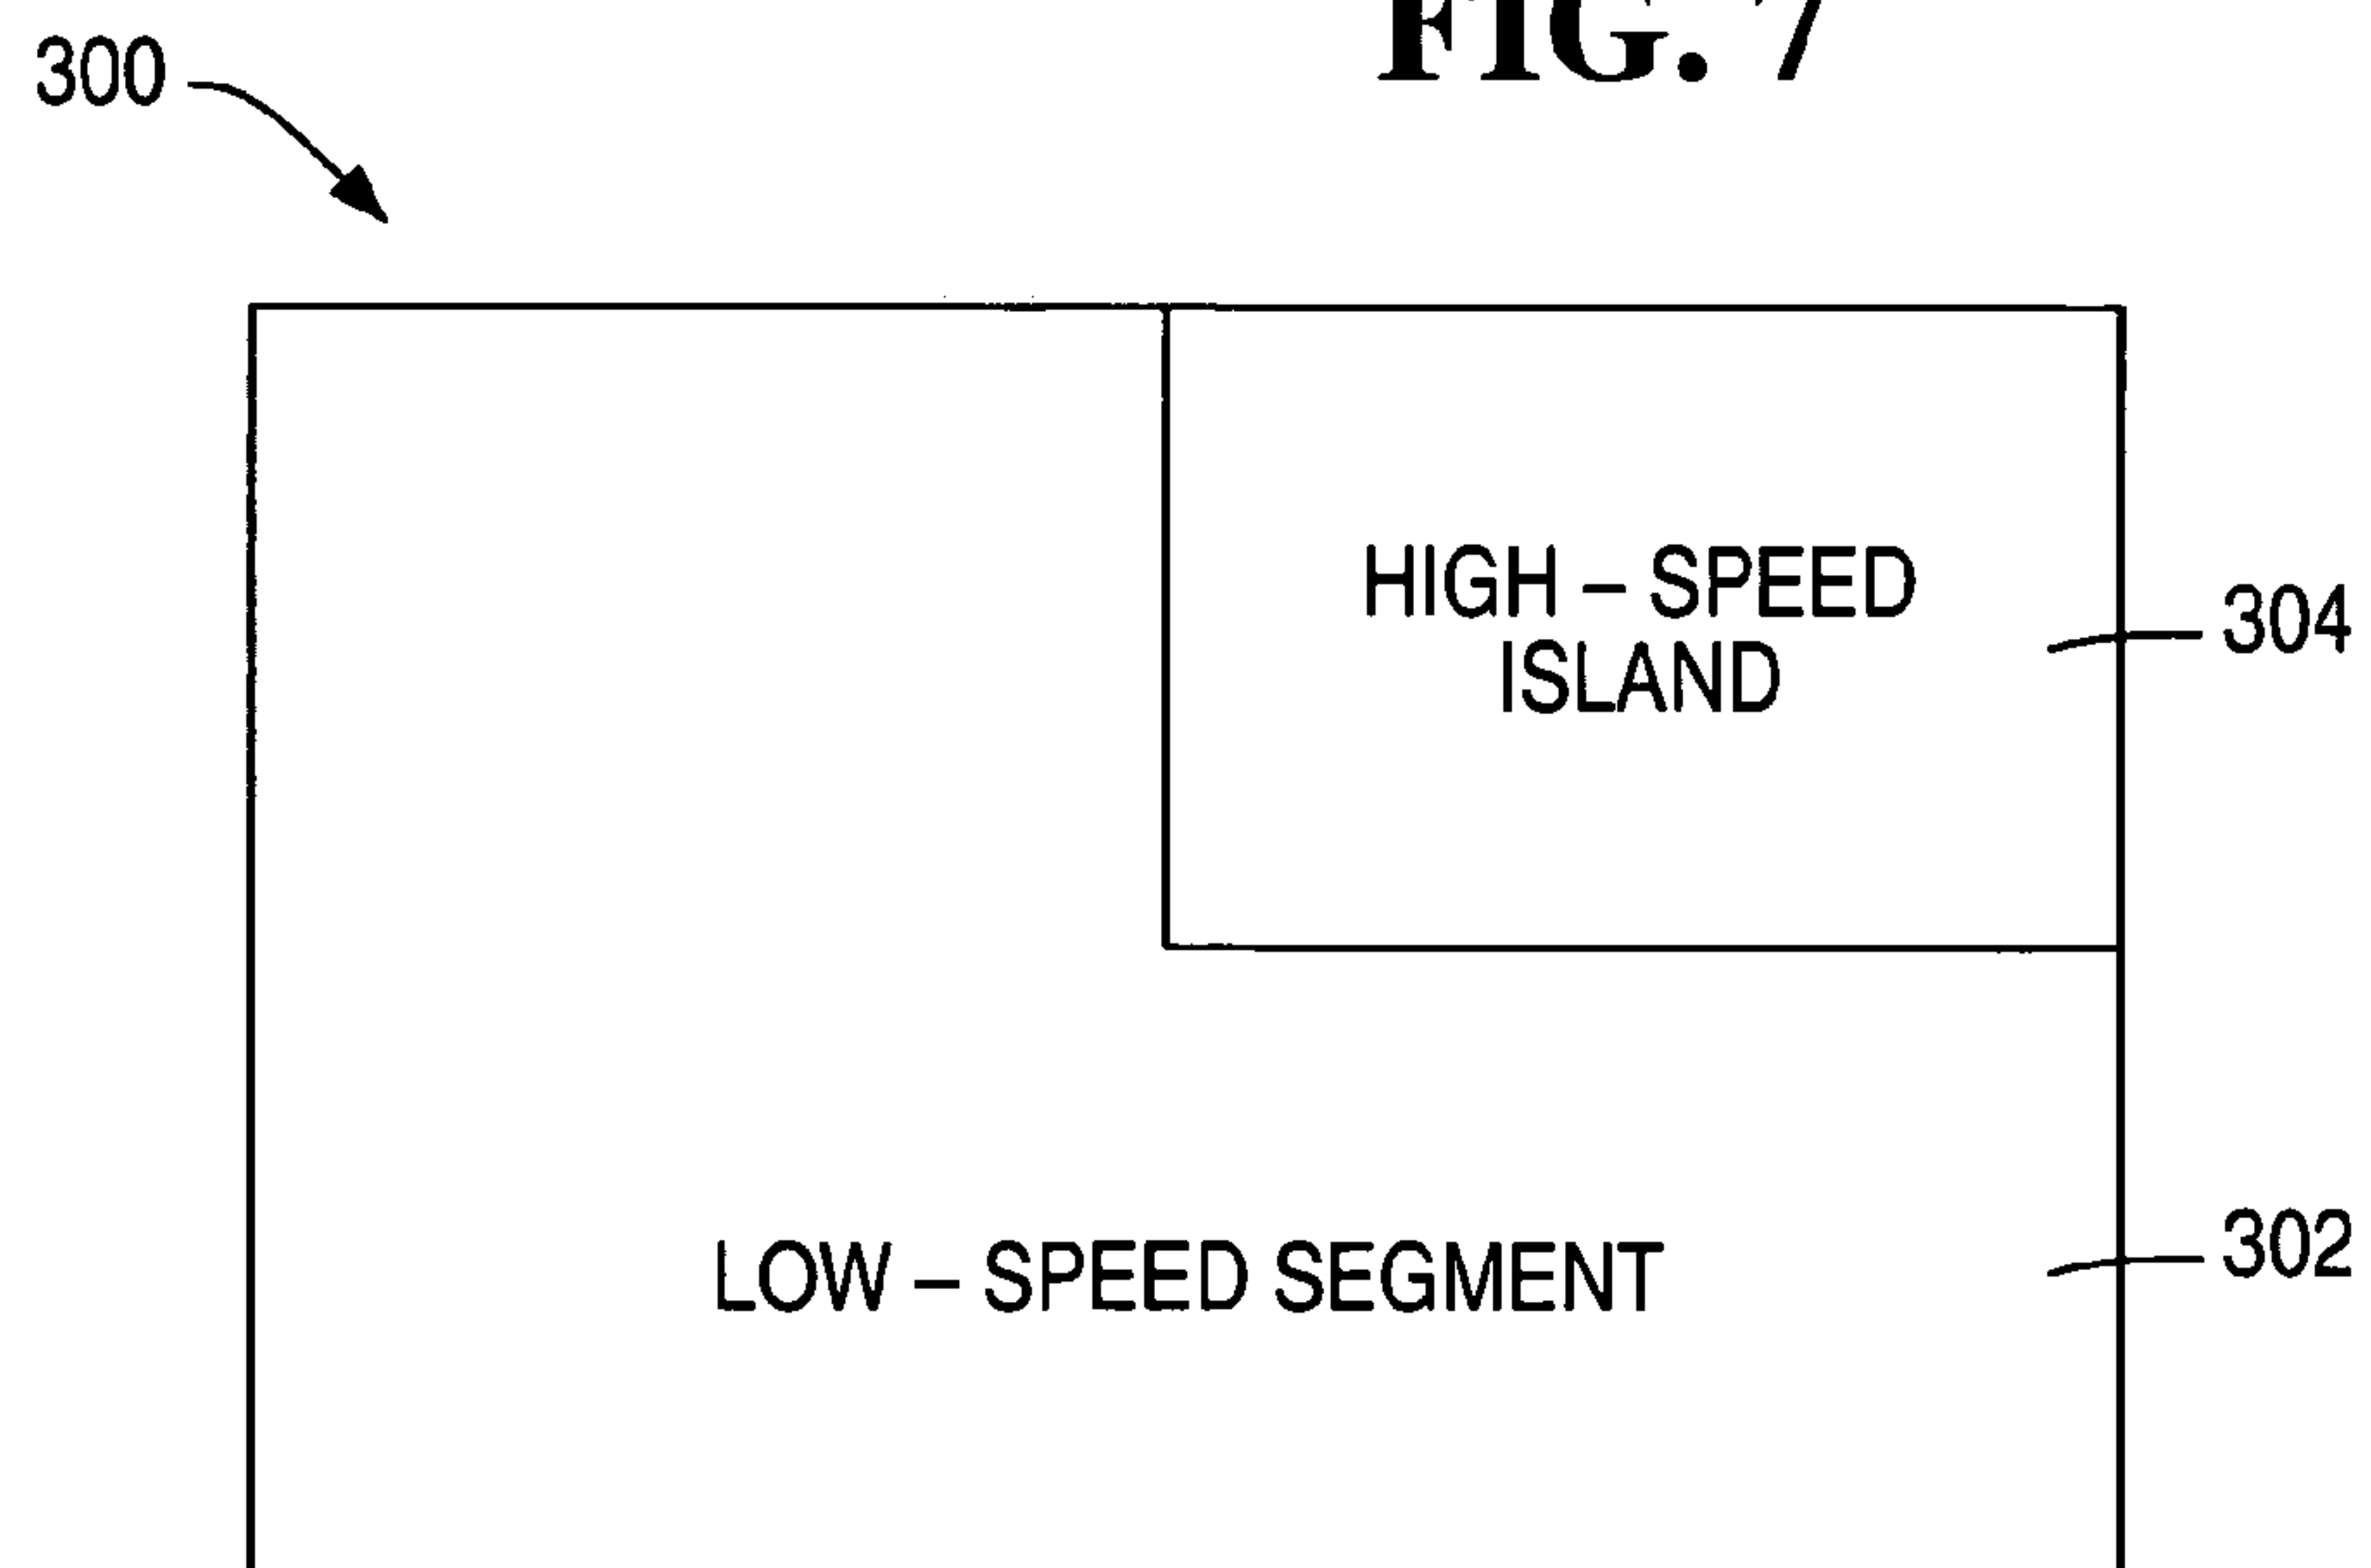 FIG. 7
300
HIGH – SPEED
ISLAND
304
LOW – SPEED SEGMENT
302